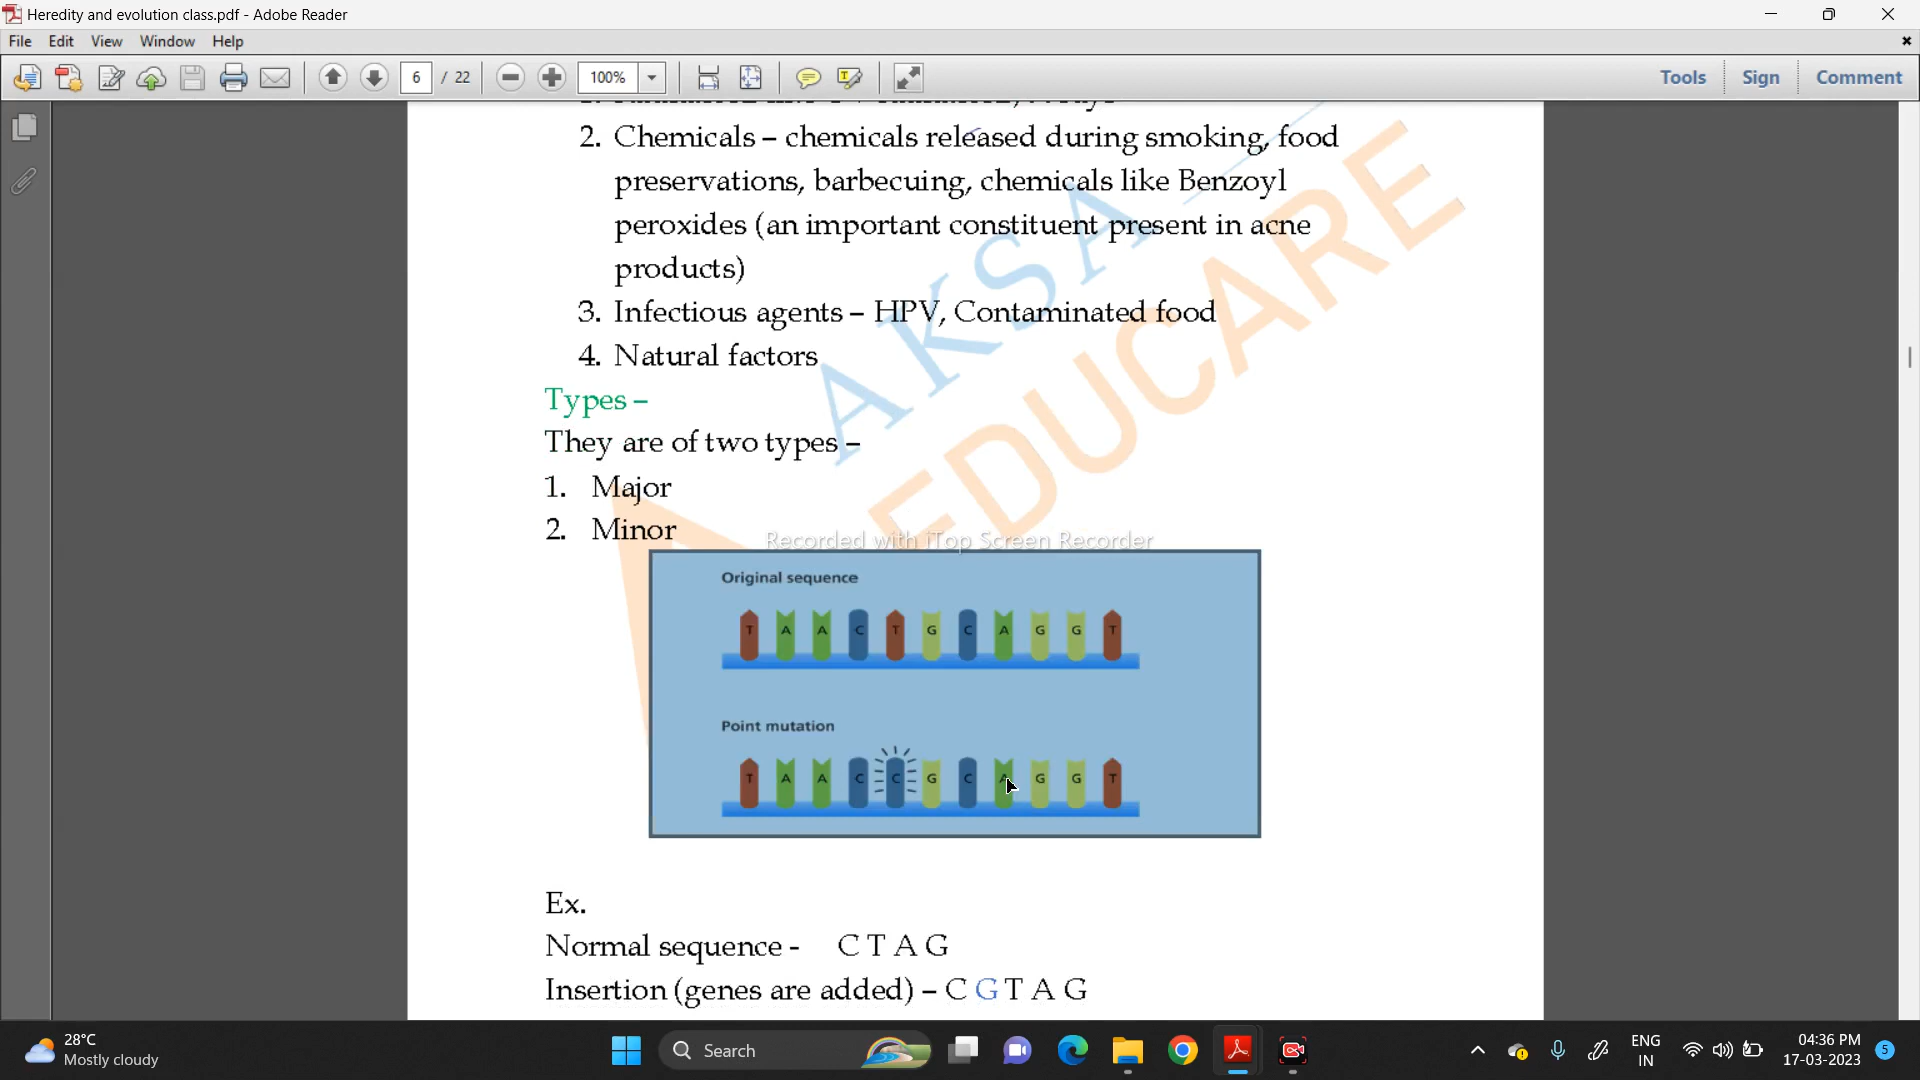 Heredity and evolution class.pdf - Adobe Reader
File Edit View Window Help
6 / 22 100% Tools Sign Comment
2. Chemicals – chemicals released during smoking, food
preservations, barbecuing, chemicals like Benzoyl
peroxides (an important constituent present in acne
products)
3. Infectious agents – HPV, Contaminated food
4. Natural factors
Types –
They are of two types –
1. Major
2. Minor
AKSA
EDUCARE
Recorded with iTop Screen Recorder
Original sequence
T A A C T G C A G G T
Point mutation
T A A C C G C A G G T
Ex.
Normal sequence - C T A G
Insertion (genes are added) – C G T A G
28°C
Mostly cloudy
Search
ENG
IN
04:36 PM
17-03-2023
5